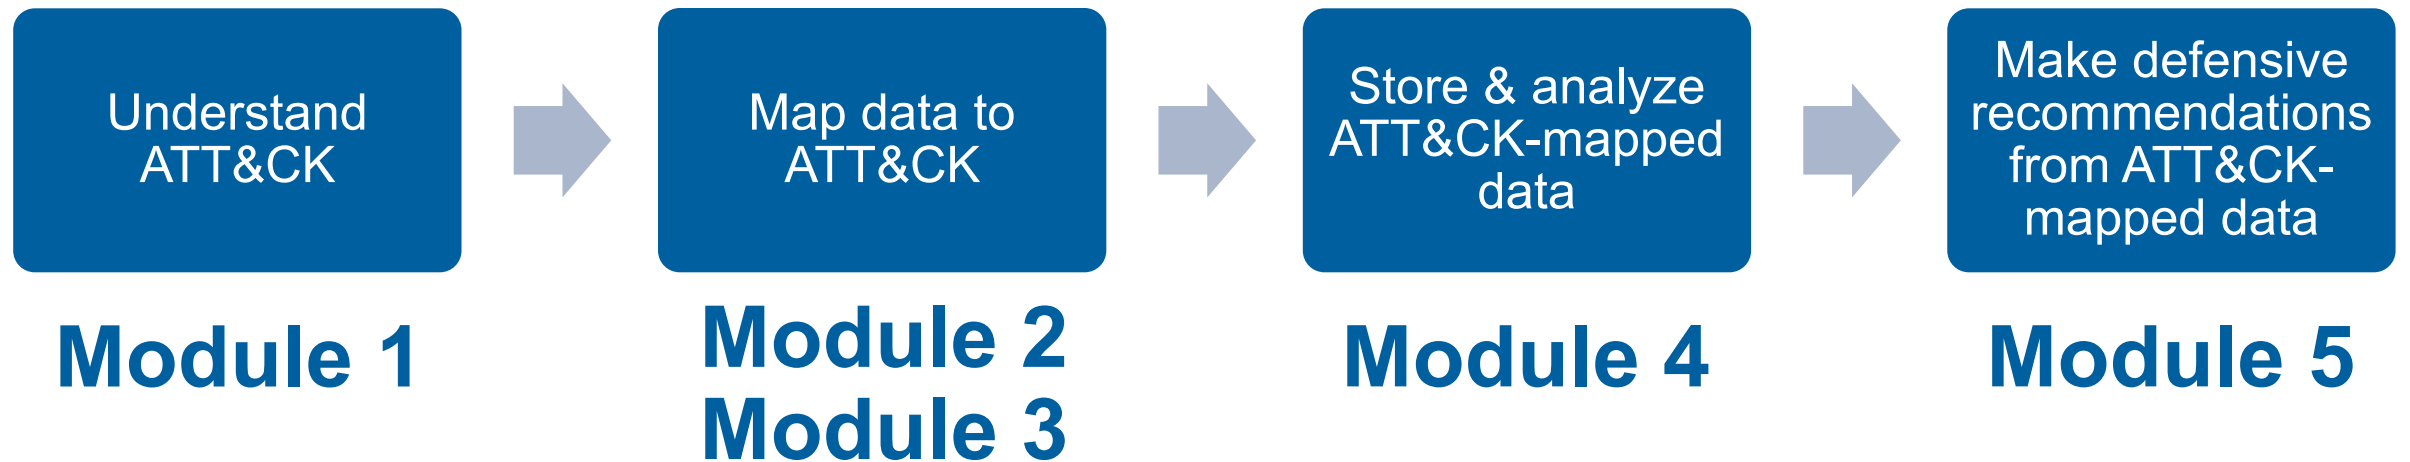 Understand
ATT&CK
Map data to
ATT&CK
Store & analyze
ATT&CK-mapped
data
Make defensive
recommendations
from ATT&CK-
mapped data
Module 1
Module 2
Module 3
Module 4
Module 5